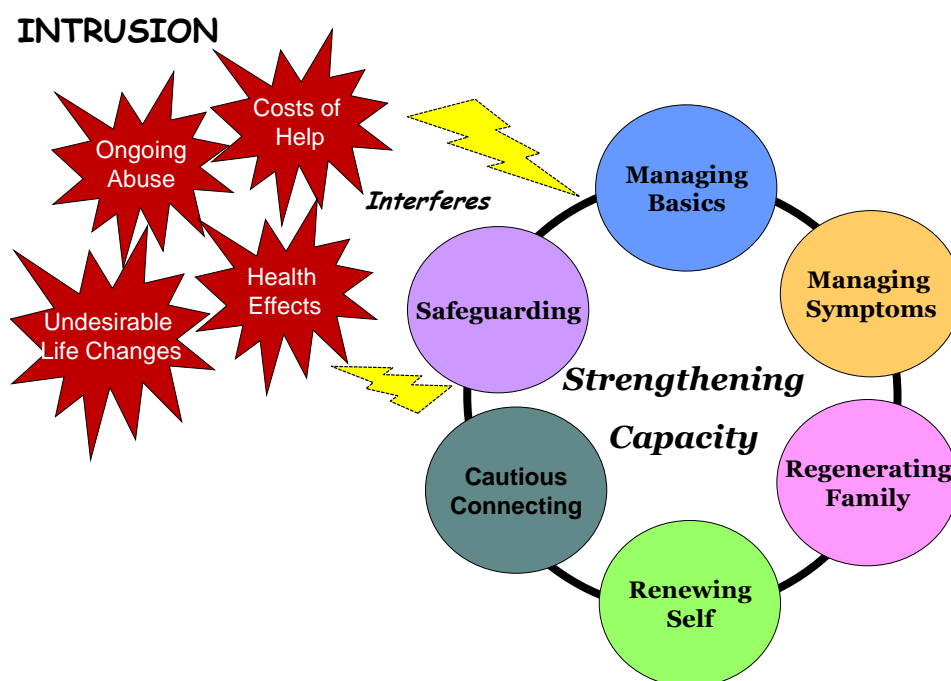 INTRUSION
Costs of
Help
Ongoing
Abuse
Interferes
Health
Effects
Undesirable
Life Changes
Managing
Basics
Managing
Symptoms
Safeguarding
Strengthening
Capacity
Regenerating
Family
Cautious
Connecting
Renewing
Self